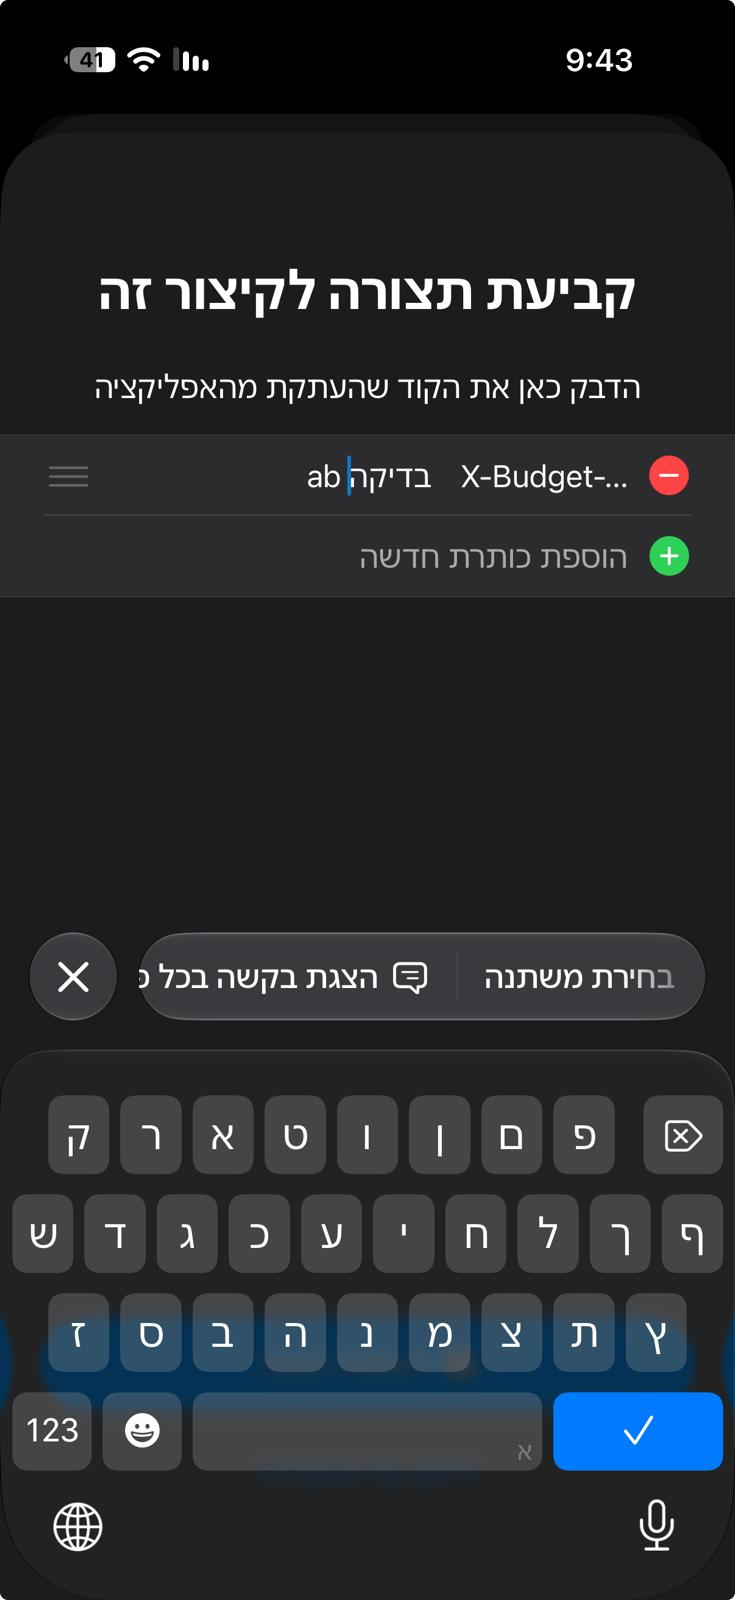 41
9:43
קביעת תצורה לקיצור זה
הדבק כאן את הקוד שהעתקת מהאפליקציה
X-Budget-... בדיקה ab
הוספת כותרת חדשה
בחירת משתנה הצגת בקשה בכל
ק ר א ט ו ן ם פ
ש ד ג כ ע י ח ל ך ף
ז ס ב ה נ מ צ ת ץ
123 א